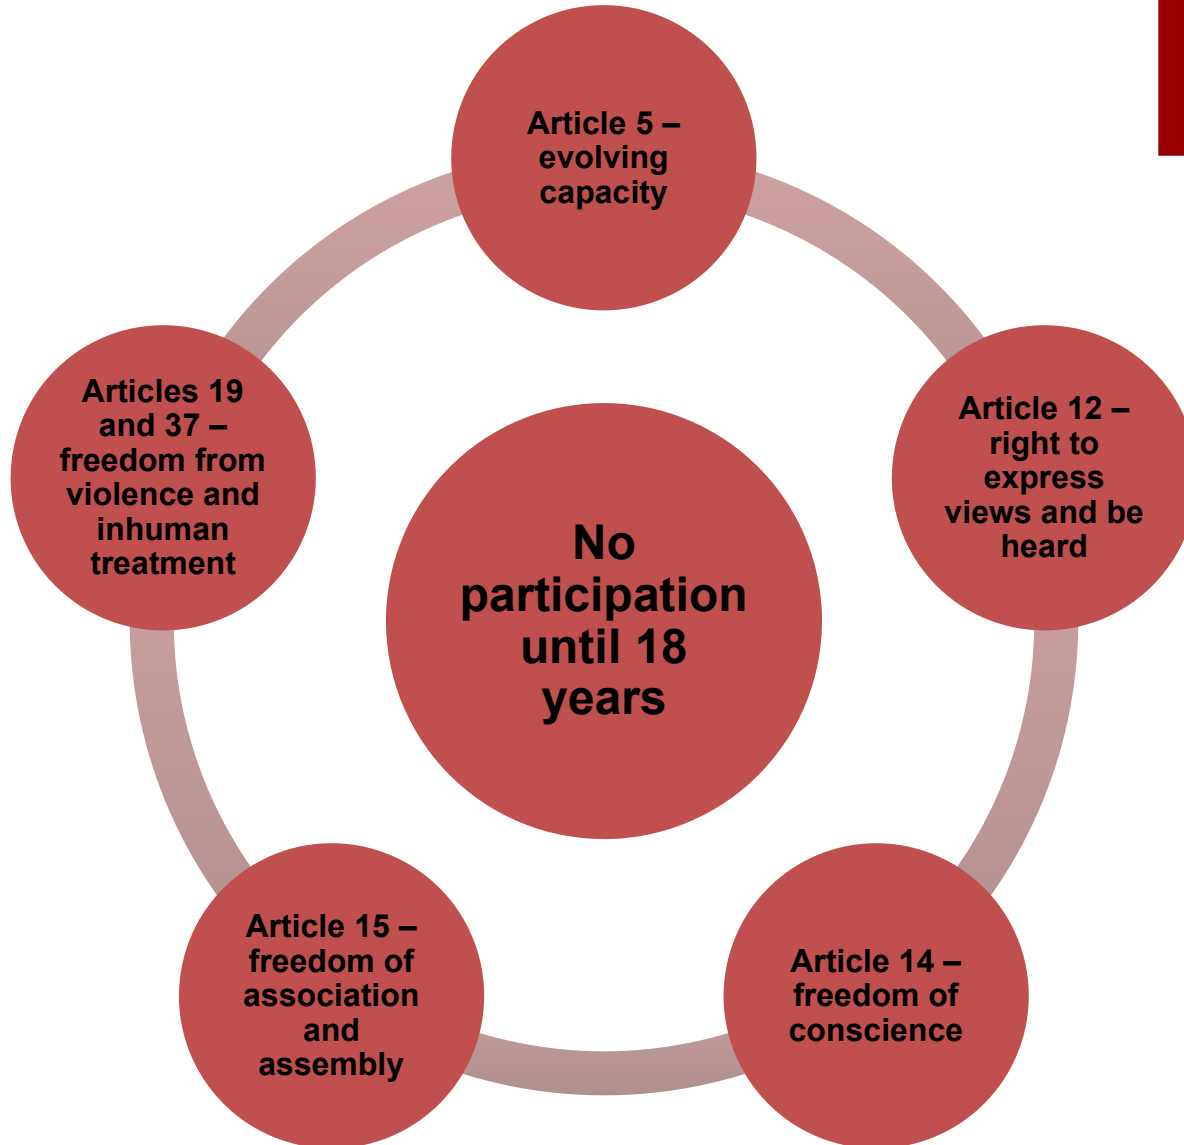 Article 5 –
evolving
capacity
Articles 19
and 37 –
freedom from
violence and
inhuman
treatment
Article 12 –
right to
express
views and be
heard
No
participation
until 18
years
Article 15 –
freedom of
association
and
assembly
Article 14 –
freedom of
conscience